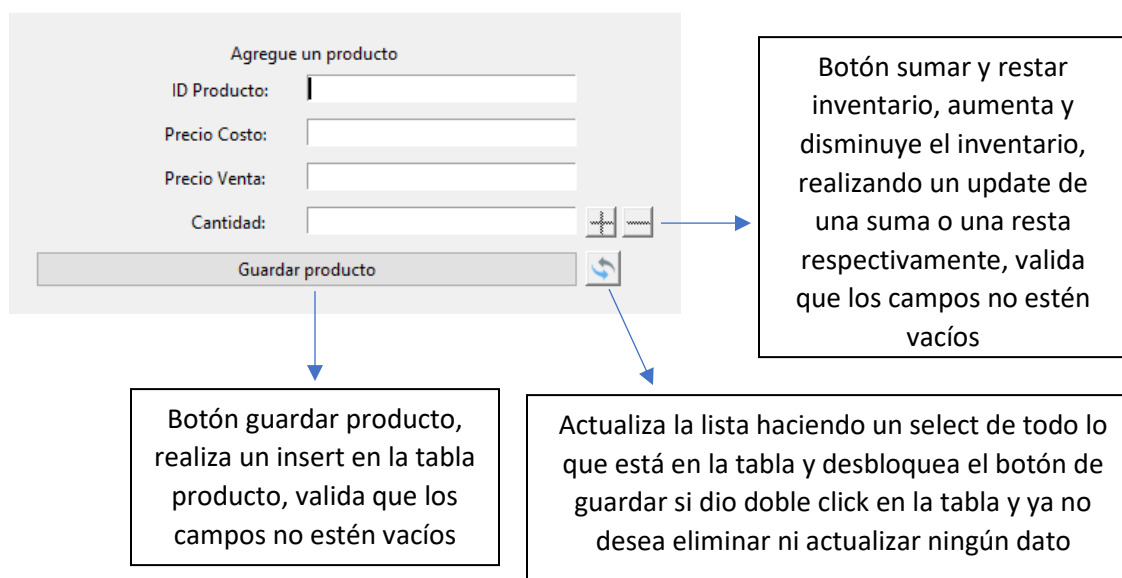 Agregue un producto
ID Producto:
Precio Costo:
Precio Venta:
Cantidad:
Guardar producto
Botón sumar y restar
inventario, aumenta y
disminuye el inventario,
realizando un update de
una suma o una resta
respectivamente, valida
que los campos no estén
vacíos
Botón guardar producto,
realiza un insert en la tabla
producto, valida que los
campos no estén vacíos
Actualiza la lista haciendo un select de todo lo
que está en la tabla y desbloquea el botón de
guardar si dio doble click en la tabla y ya no
desea eliminar ni actualizar ningún dato